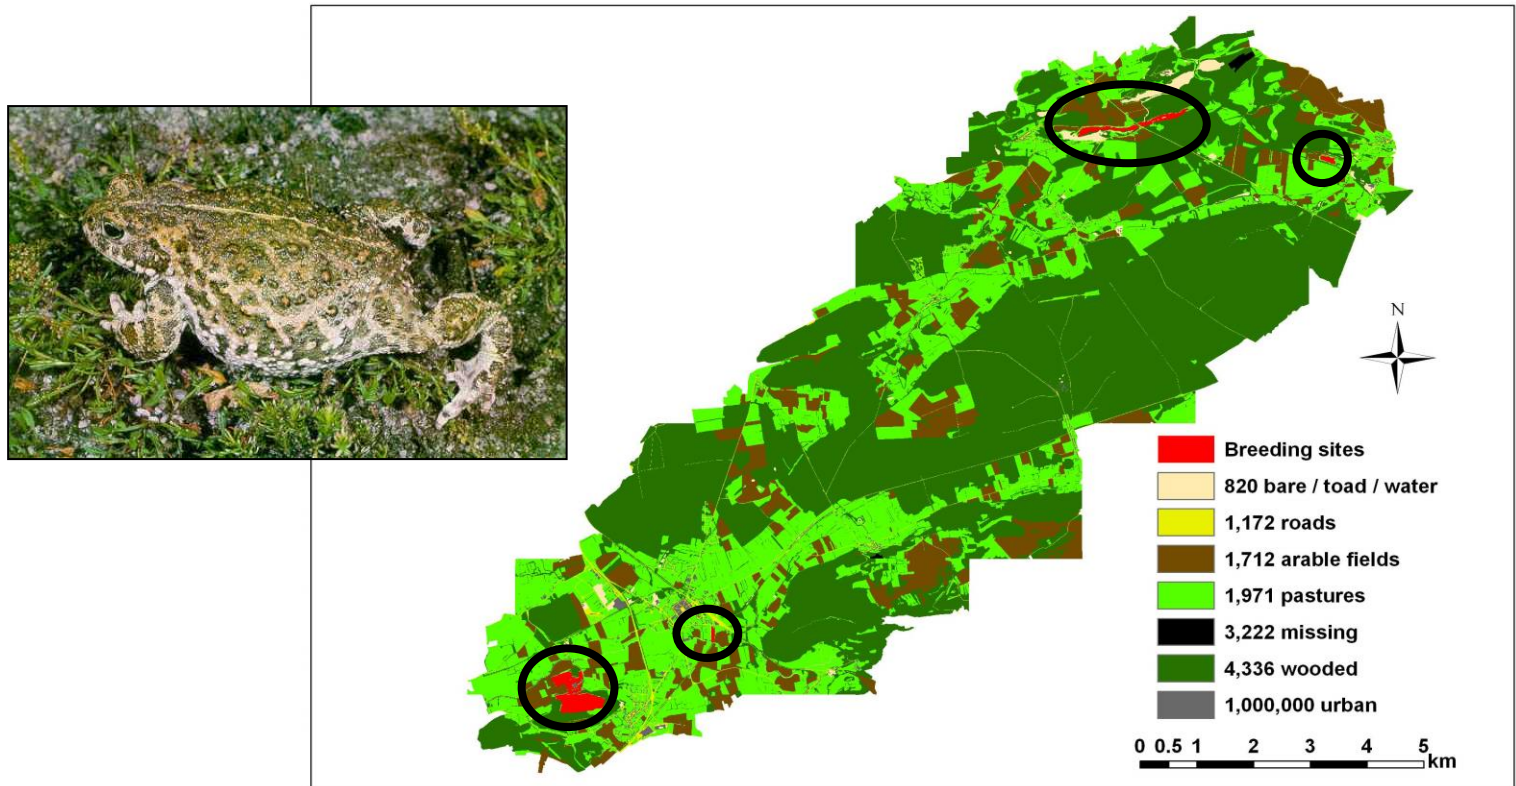 N
Breeding sites
820 bare / toad / water
1,172 roads
1,712 arable fields
1,971 pastures
3,222 missing
4,336 wooded
1,000,000 urban
0 0.5 1 2 3 4 5
km